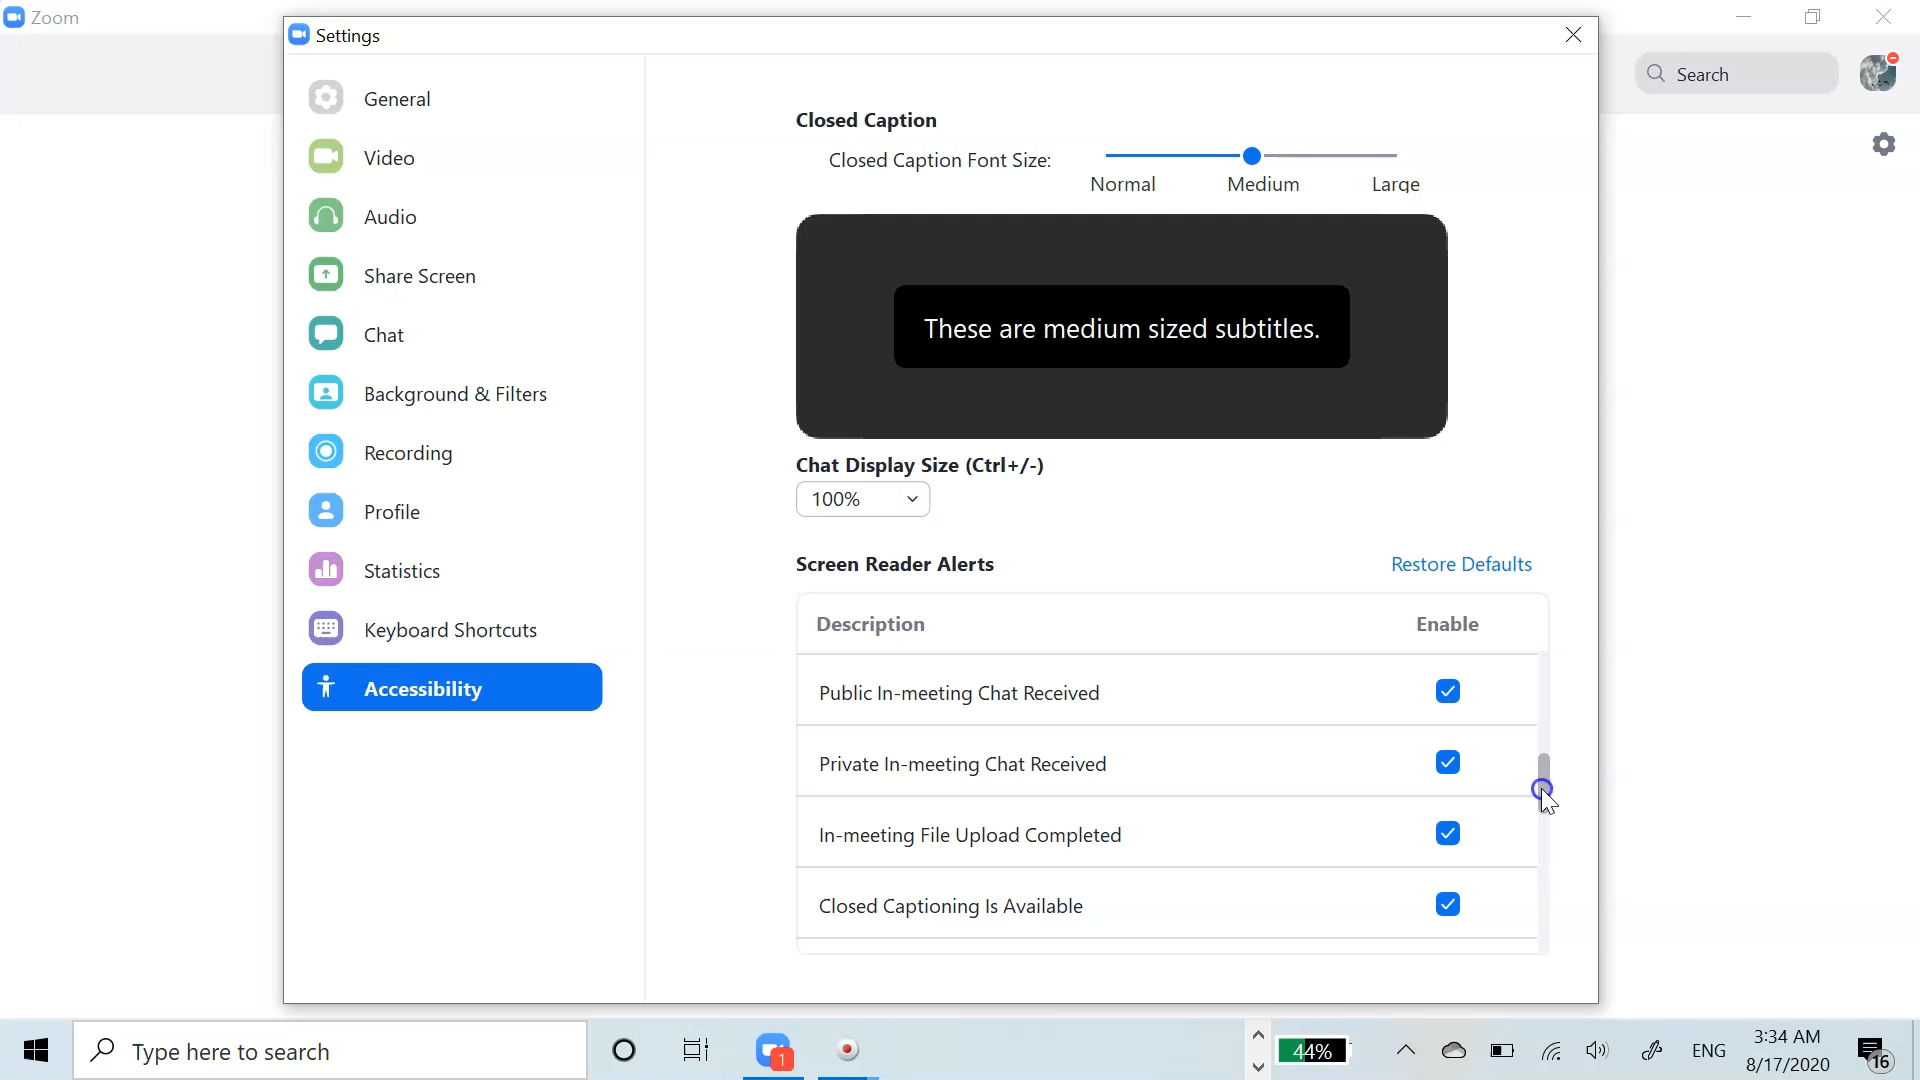 Zoom
Settings
Search
General
Video
Audio
Share Screen
Chat
Background & Filters
Recording
Profile
Statistics
Keyboard Shortcuts
Accessibility
Closed Caption
Closed Caption Font Size:
Normal Medium Large
These are medium sized subtitles.
Chat Display Size (Ctrl+/-)
100%
Screen Reader Alerts Restore Defaults
Description Enable
Public In-meeting Chat Received
Private In-meeting Chat Received
In-meeting File Upload Completed
Closed Captioning Is Available
Type here to search
1
44%
ENG
3:34 AM
8/17/2020
16